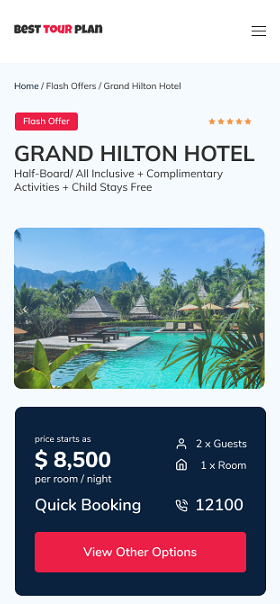 BEST TOUR PLAN
Home / Flash Offers / Grand Hilton Hotel
Flash Offer
GRAND HILTON HOTEL
Half-Board/ All Inclusive + Complimentary
Activities + Child Stays Free
price starts as
$ 8,500
per room / night
2 x Guests
1 x Room
Quick Booking
12100
View Other Options